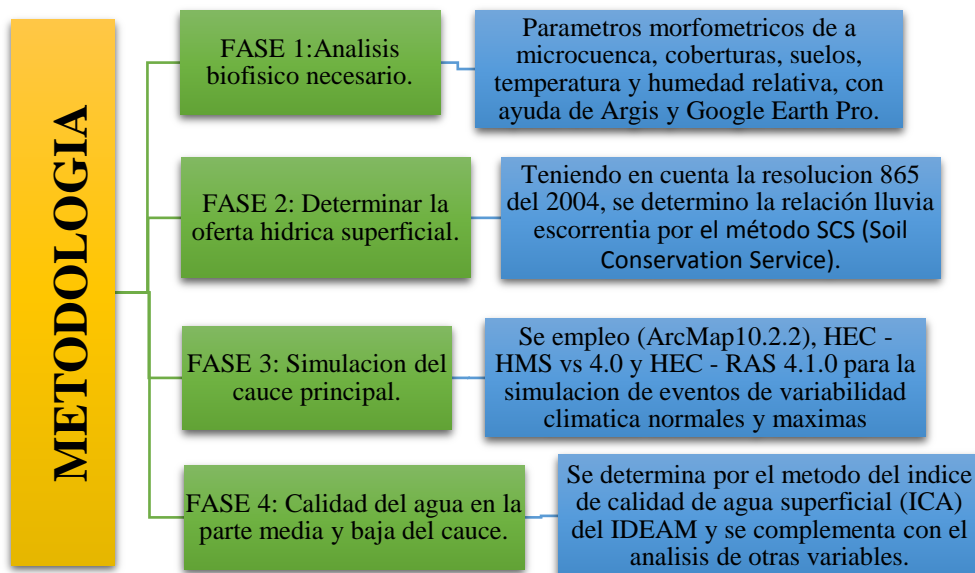 METODOLOGIA
FASE 1:Analisis
biofisico necesario.
Parametros morfometricos de a
microcuenca, coberturas, suelos,
temperatura y humedad relativa, con
ayuda de Argis y Google Earth Pro.
FASE 2: Determinar la
oferta hidrica superficial.
Teniendo en cuenta la resolucion 865
del 2004, se determino la relación lluvia
escorrentia por el método SCS (Soil
Conservation Service).
FASE 3: Simulacion del
cauce principal.
Se empleo (ArcMap10.2.2), HEC -
HMS vs 4.0 y HEC - RAS 4.1.0 para la
simulacion de eventos de variabilidad
climatica normales y maximas
FASE 4: Calidad del agua en la
parte media y baja del cauce.
Se determina por el metodo del indice
de calidad de agua superficial (ICA)
del IDEAM y se complementa con el
analisis de otras variables.